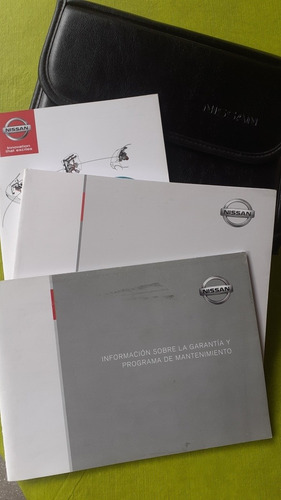 NISSAN
NISSAN
Innovation
that excites
NISSAN
NISSAN
INFORMACIÓN SOBRE LA GARANTÍA Y
PROGRAMA DE MANTENIMIENTO